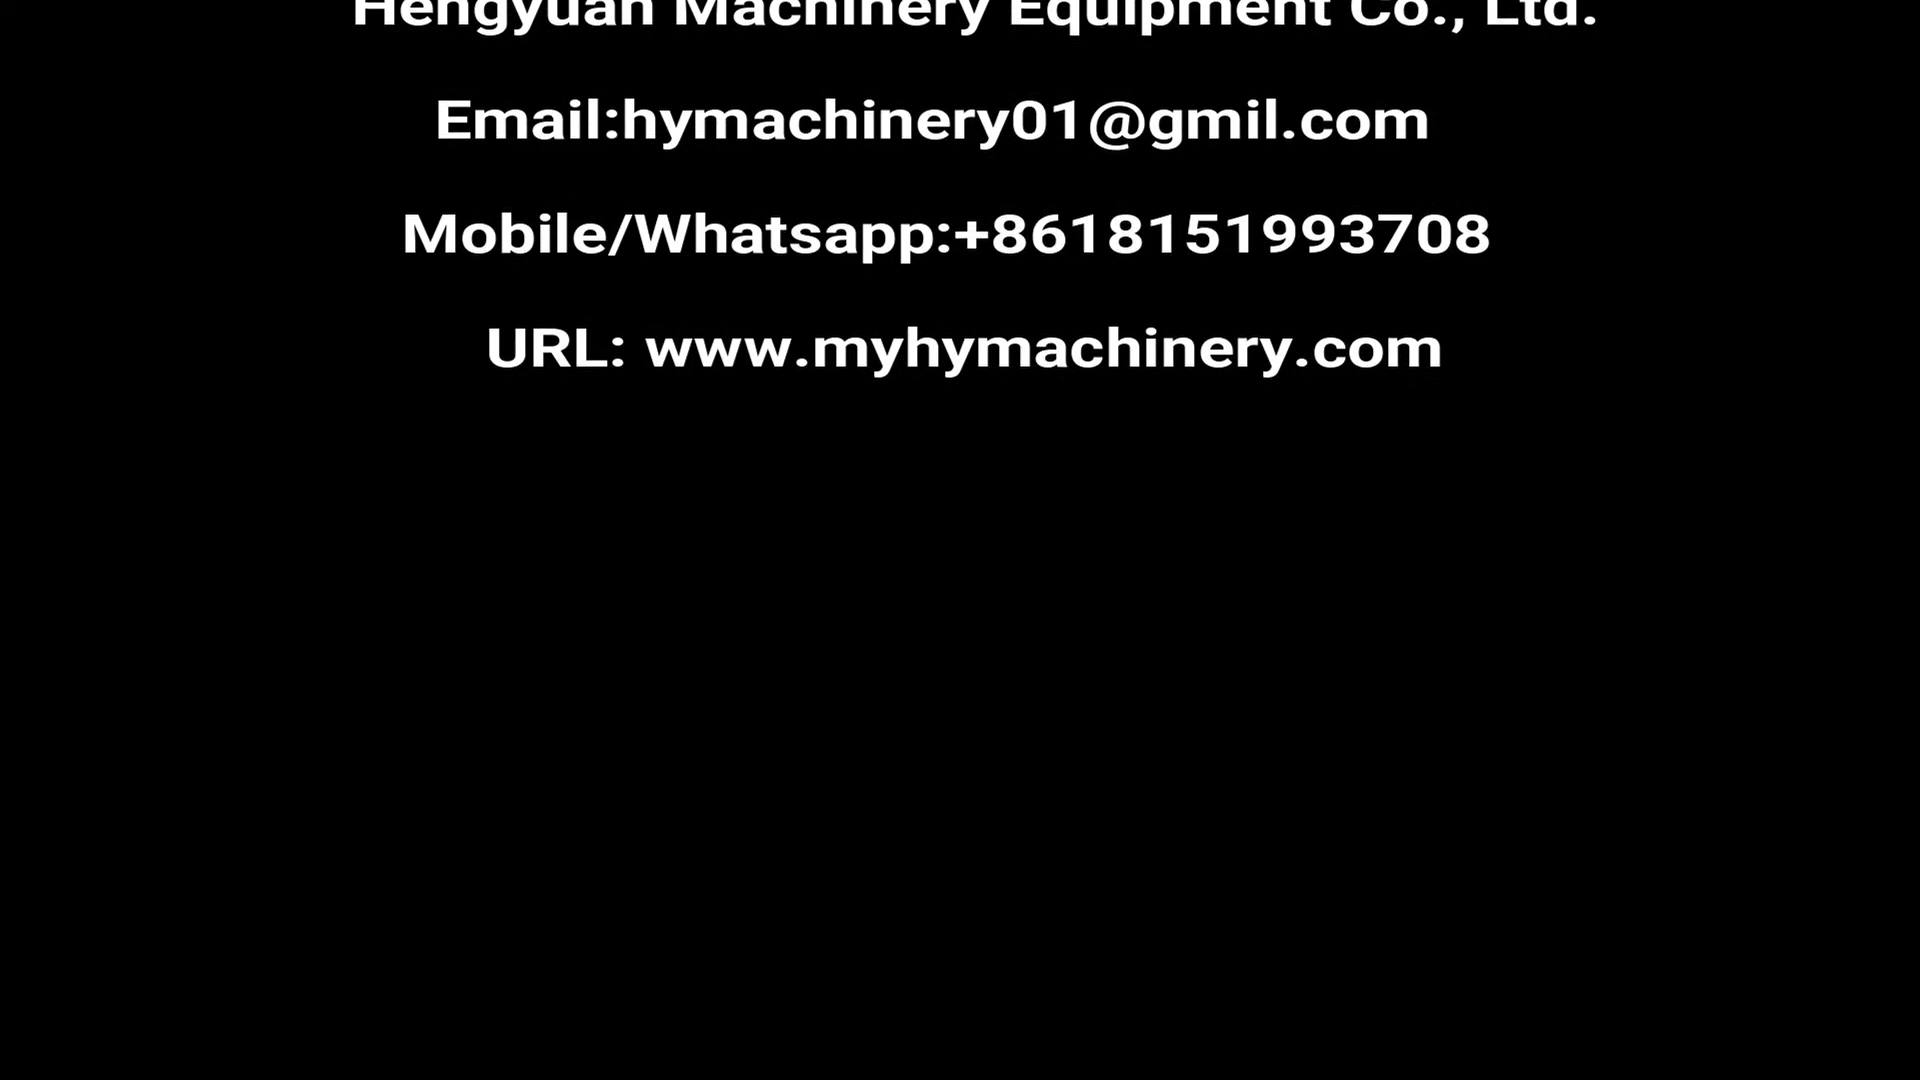 Hengyuan Machinery Equipment Co., Ltd.
Email:hymachinery01@gmil.com
Mobile/Whatsapp:+8618151993708
URL: www.myhymachinery.com